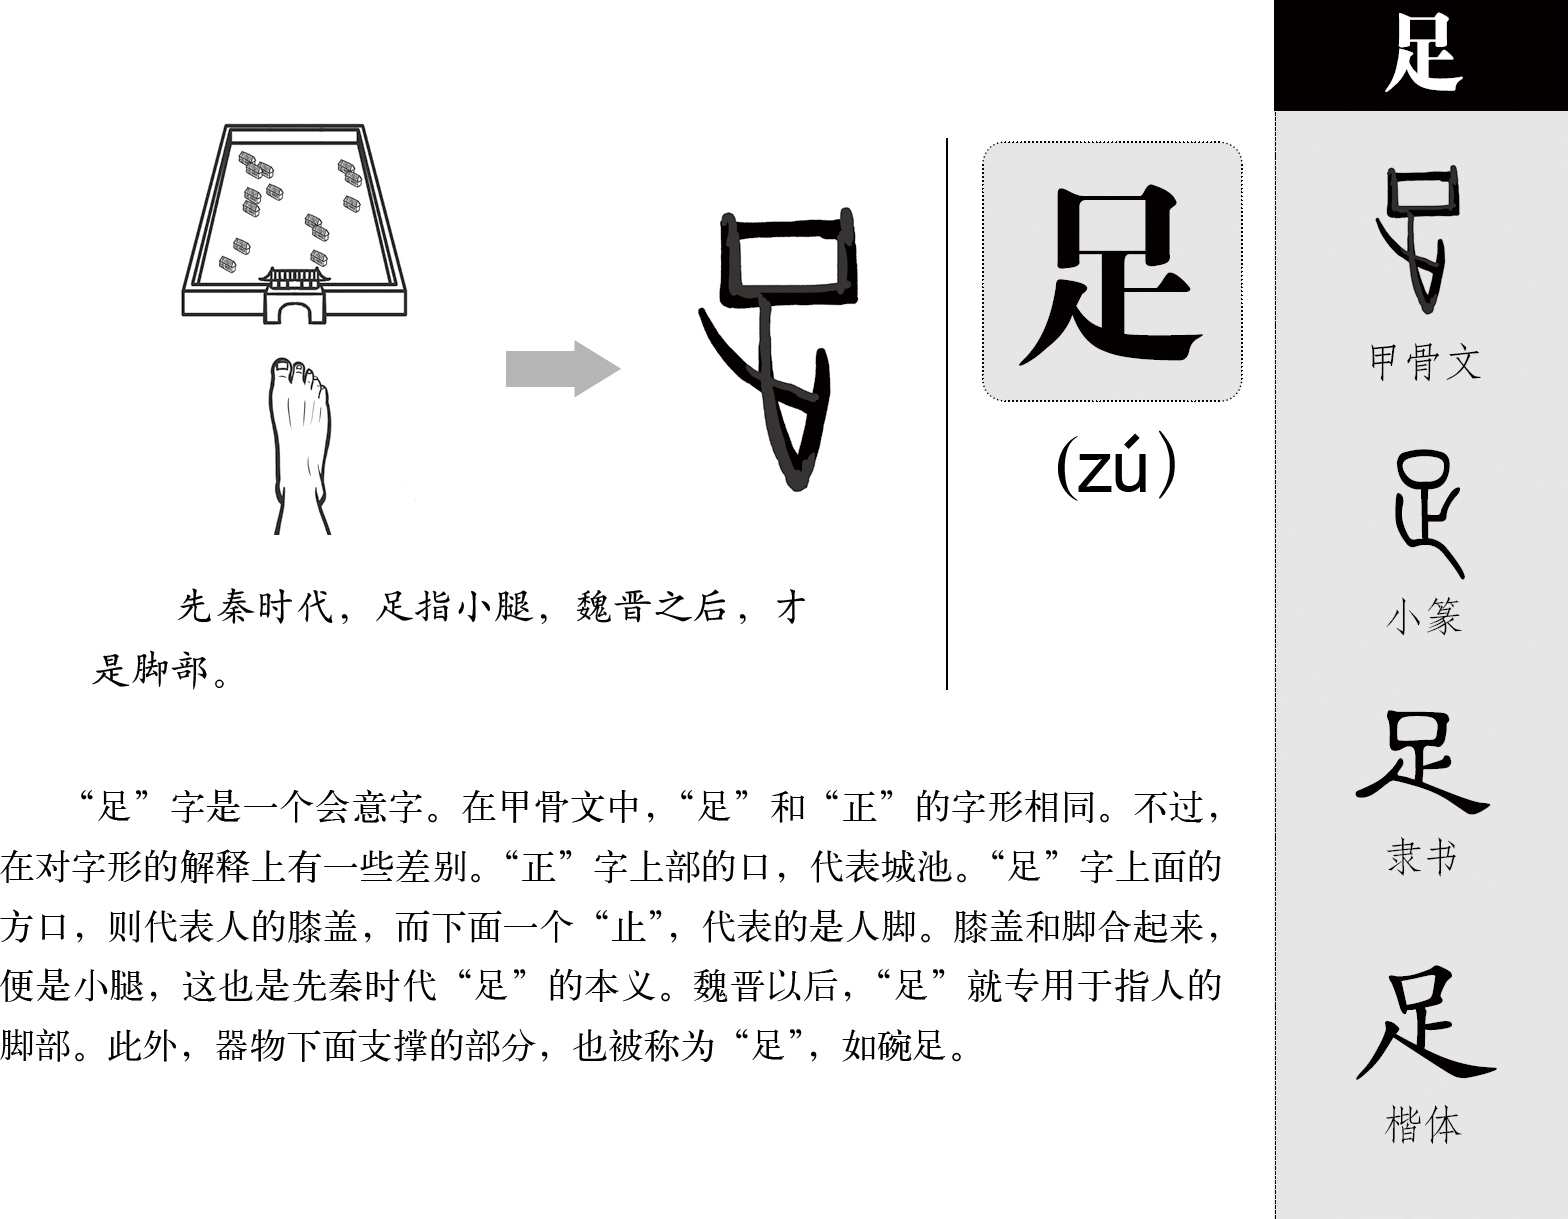 足
足
(zú)
先秦时代，足指小腿，魏晋之后，才
是脚部。
“足”字是一个会意字。在甲骨文中，“足”和“正”的字形相同。不过，
在对字形的解释上有一些差别。“正”字上部的口，代表城池。“足”字上面的
方口，则代表人的膝盖，而下面一个“止”，代表的是人脚。膝盖和脚合起来，
便是小腿，这也是先秦时代“足”的本义。魏晋以后，“足”就专用于指人的
脚部。此外，器物下面支撑的部分，也被称为“足”，如碗足。
足
甲骨文
足
小篆
足
隶书
足
楷体